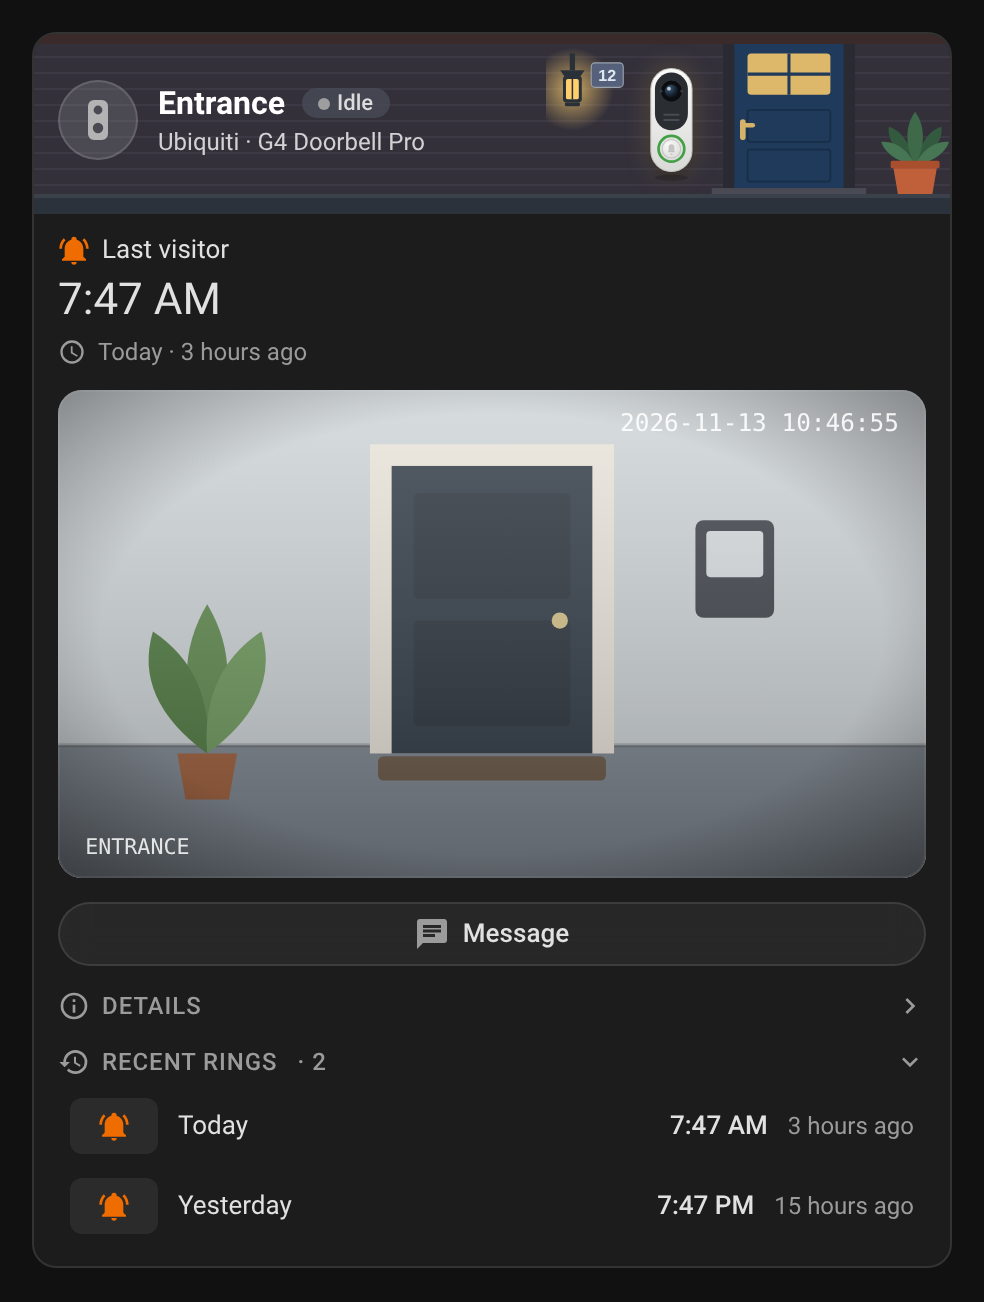 12
Entrance
Idle
Ubiquiti · G4 Doorbell Pro
Last visitor
7:47 AM
Today · 3 hours ago
2026-11-13 10:46:55
ENTRANCE
Message
DETAILS
RECENT RINGS · 2
Today 7:47 AM 3 hours ago
Yesterday 7:47 PM 15 hours ago